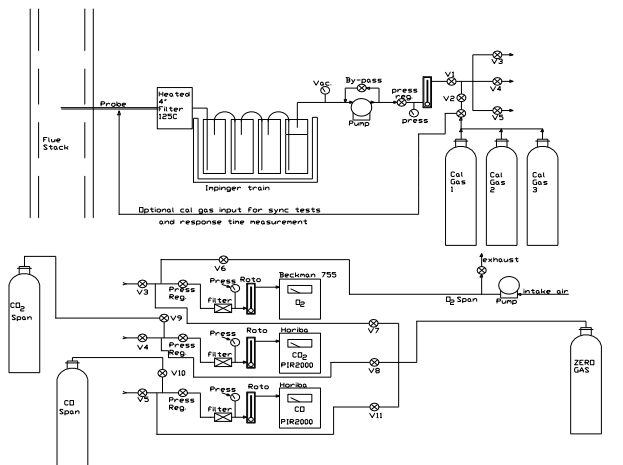 Flue
Stack
Probe
Heated
4"
Filter
125C
Impinger train
Vac.
By-pass
Pump
press
reg.
press
V1
V2
V3
V4
V5
Cal
Gas
1
Cal
Gas
2
Cal
Gas
3
Optional cal gas input for sync tests
and response time measurement
exhaust
O2 Span
Pump
intake air
V6
CO2
Span
V3
Press
Reg.
Press
Roto
Filter
Beckman 755
O2
V9
V7
V4
Press
Reg.
Press
Roto
Filter
Horiba
CO2
PIR2000
V8
CO
Span
V10
V5
Press
Reg.
Press
Roto
Filter
Horiba
CO
PIR2000
V11
ZERO
GAS